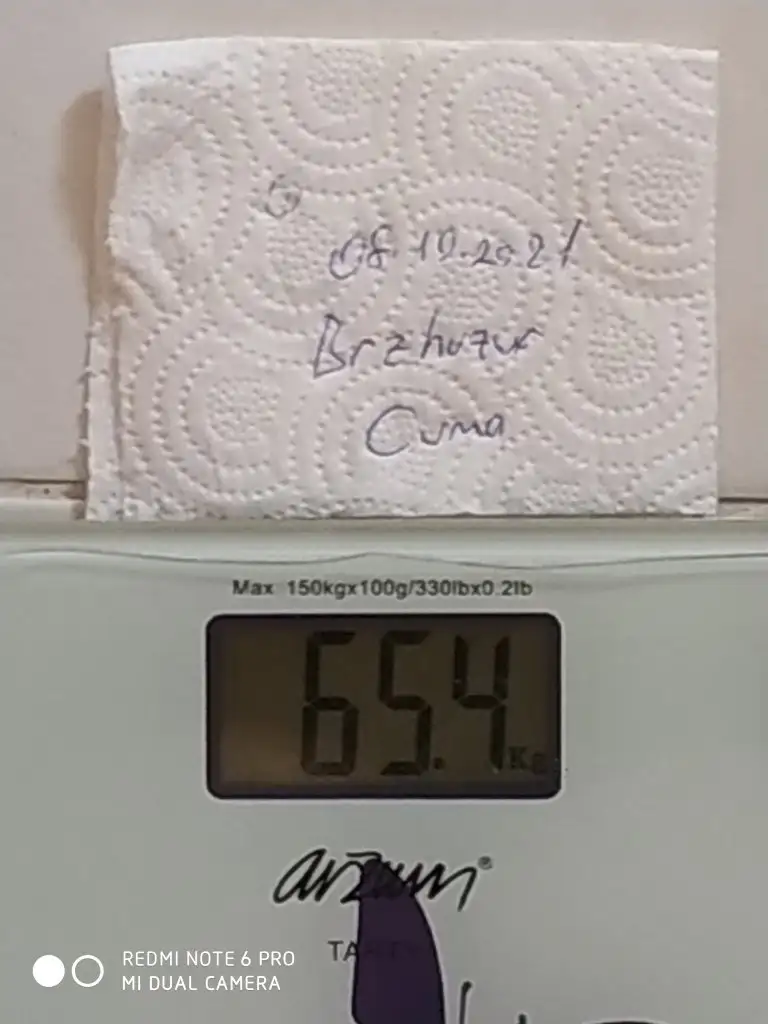 08.10.2021
Brzhuzur
Cuma
Max 150kgx100g/330lbx0.2lb
65.4 Kg
arzum®
REDMI NOTE 6 PRO
MI DUAL CAMERA